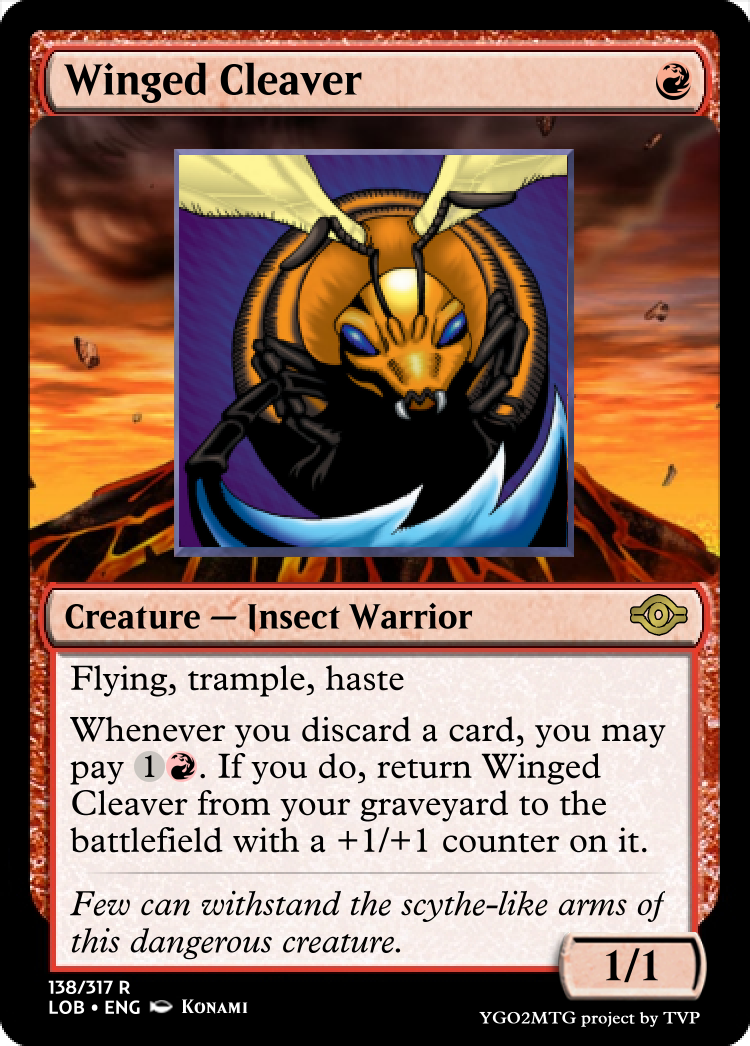 Winged Cleaver
Creature — Insect Warrior
Flying, trample, haste
Whenever you discard a card, you may
pay 1. If you do, return Winged
Cleaver from your graveyard to the
battlefield with a +1/+1 counter on it.
Few can withstand the scythe-like arms of
this dangerous creature.
1/1
138/317 R
LOB • ENG KONAMI
YGO2MTG project by TVP